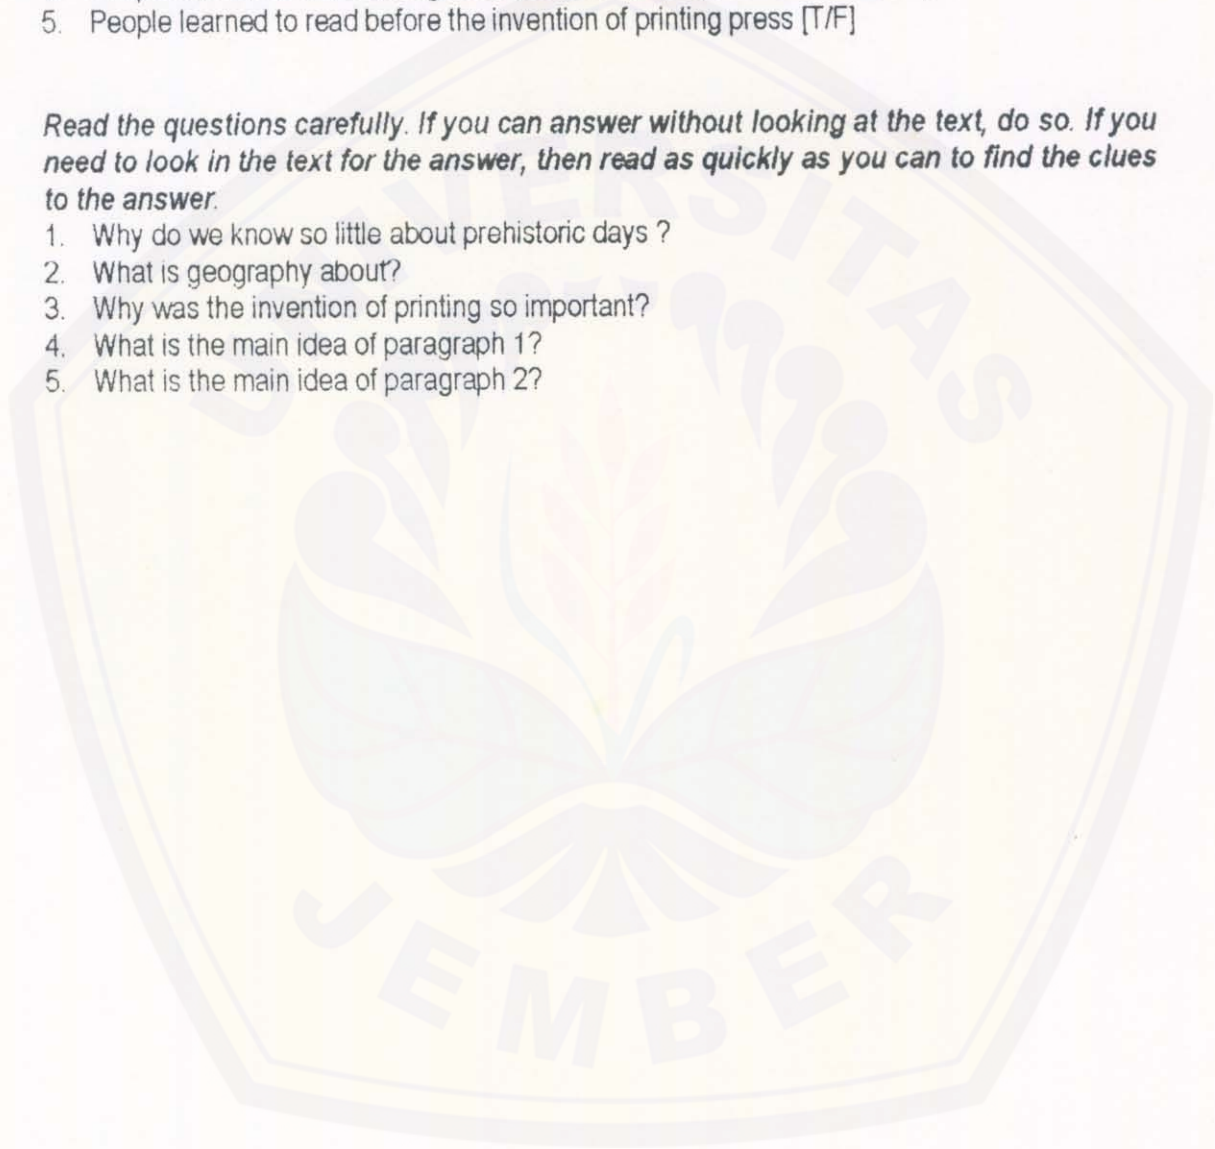 5. People learned to read before the invention of printing press [T/F]
Read the questions carefully. If you can answer without looking at the text, do so. If you
need to look in the text for the answer, then read as quickly as you can to find the clues
to the answer.
1. Why do we know so little about prehistoric days ?
2. What is geography about?
3. Why was the invention of printing so important?
4. What is the main idea of paragraph 1?
5. What is the main idea of paragraph 2?
UNIVERSITAS
JEMBER